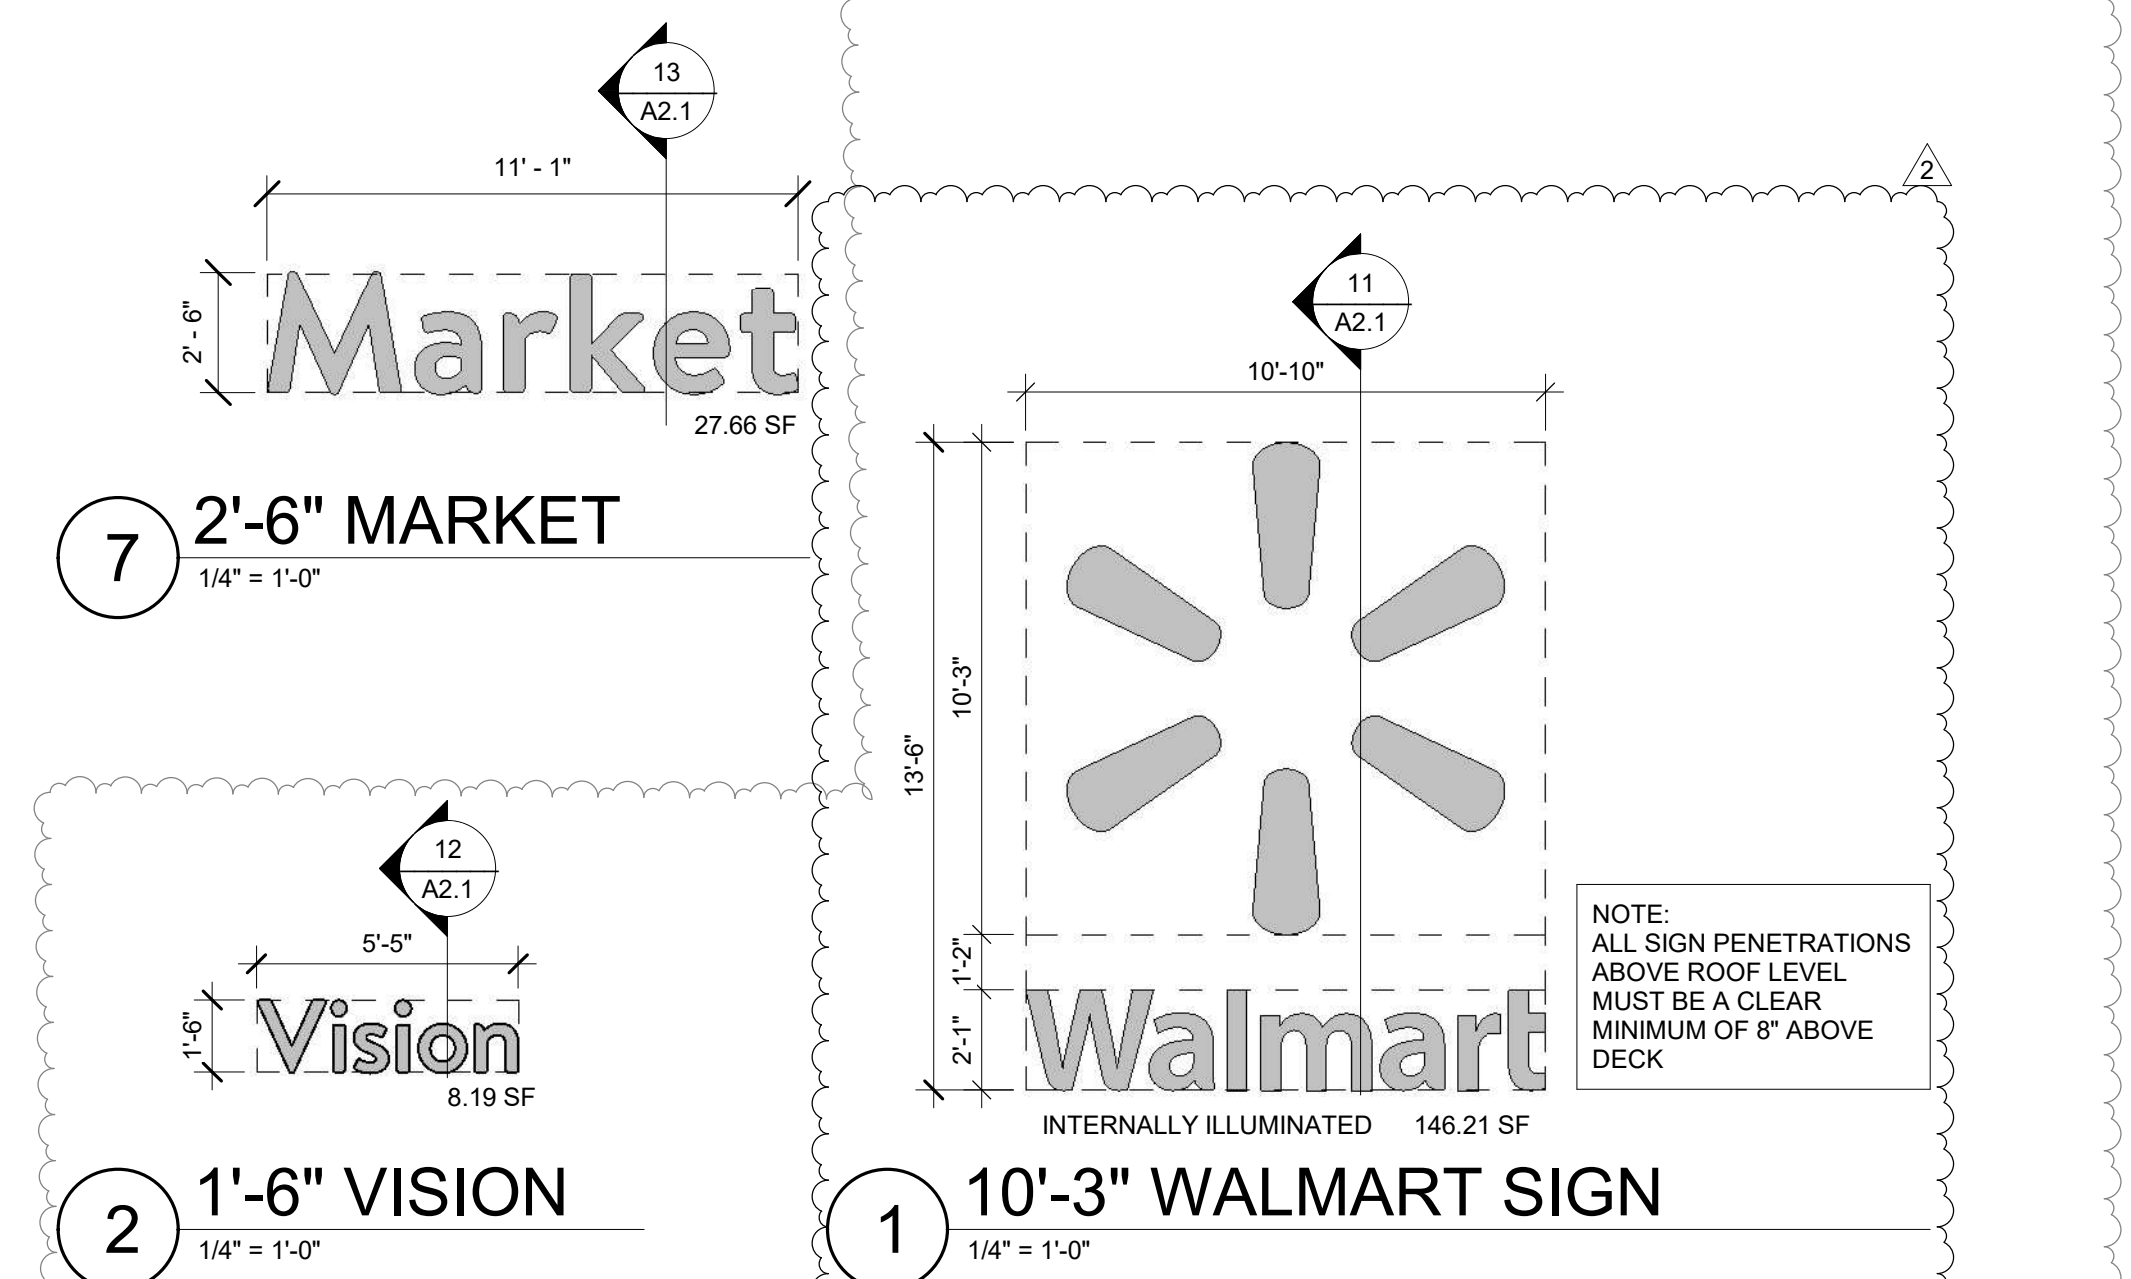 13
A2.1
11' - 1"
2' - 6"
Market
27.66 SF
7
2'-6" MARKET
1/4" = 1'-0"
2
11
A2.1
10'-10"
13'-6"
10'-3"
1'-2"
2'-1"
Walmart
INTERNALLY ILLUMINATED 146.21 SF
NOTE:
ALL SIGN PENETRATIONS
ABOVE ROOF LEVEL
MUST BE A CLEAR
MINIMUM OF 8" ABOVE
DECK
12
A2.1
5'-5"
1'-6"
Vision
8.19 SF
2
1'-6" VISION
1/4" = 1'-0"
1
10'-3" WALMART SIGN
1/4" = 1'-0"